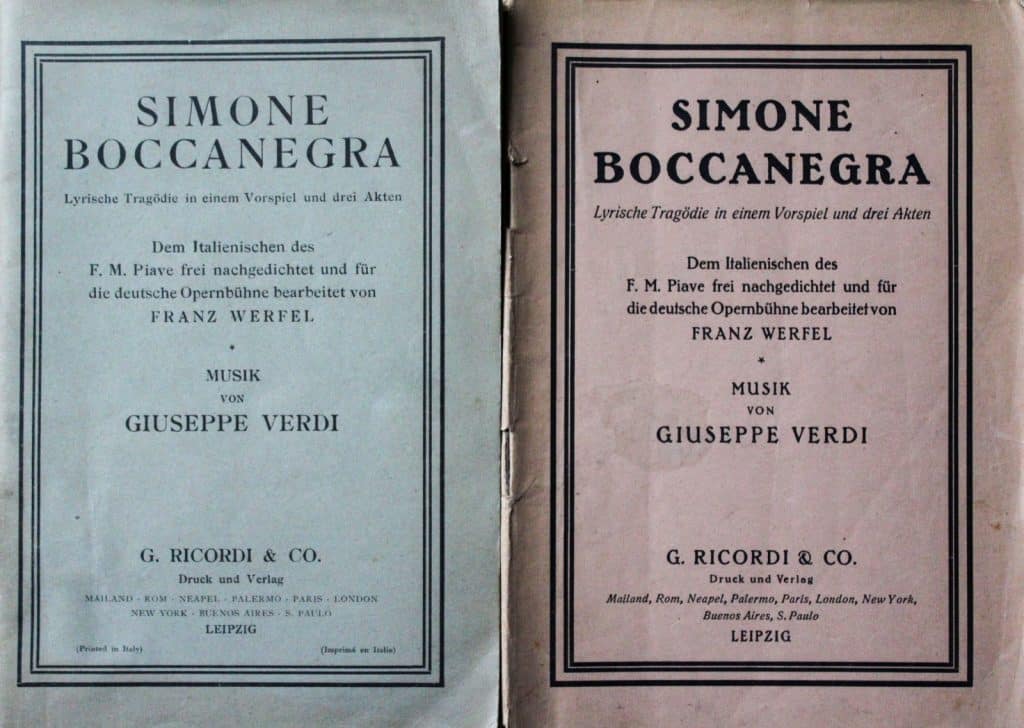 SIMONE
BOCCANEGRA
Lyrische Tragödie in einem Vorspiel und drei Akten
Dem Italienischen des
F. M. Piave frei nachgedichtet und für
die deutsche Opernbühne bearbeitet von
FRANZ WERFEL
*
MUSIK
VON
GIUSEPPE VERDI
G. RICORDI & CO.
Druck und Verlag
MAILAND - ROM - NEAPEL - PALERMO - PARIS - LONDON
NEW YORK - BUENOS AIRES - S. PAULO
LEIPZIG
(Printed in Italy) (Imprimé en Italie)
SIMONE
BOCCANEGRA
Lyrische Tragödie in einem Vorspiel und drei Akten
Dem Italienischen des
F. M. Piave frei nachgedichtet und für
die deutsche Opernbühne bearbeitet von
FRANZ WERFEL
*
MUSIK
VON
GIUSEPPE VERDI
G. RICORDI & CO.
Druck und Verlag
Mailand, Rom, Neapel, Palermo, Paris, London, New York,
Buenos Aires, S. Paulo
LEIPZIG